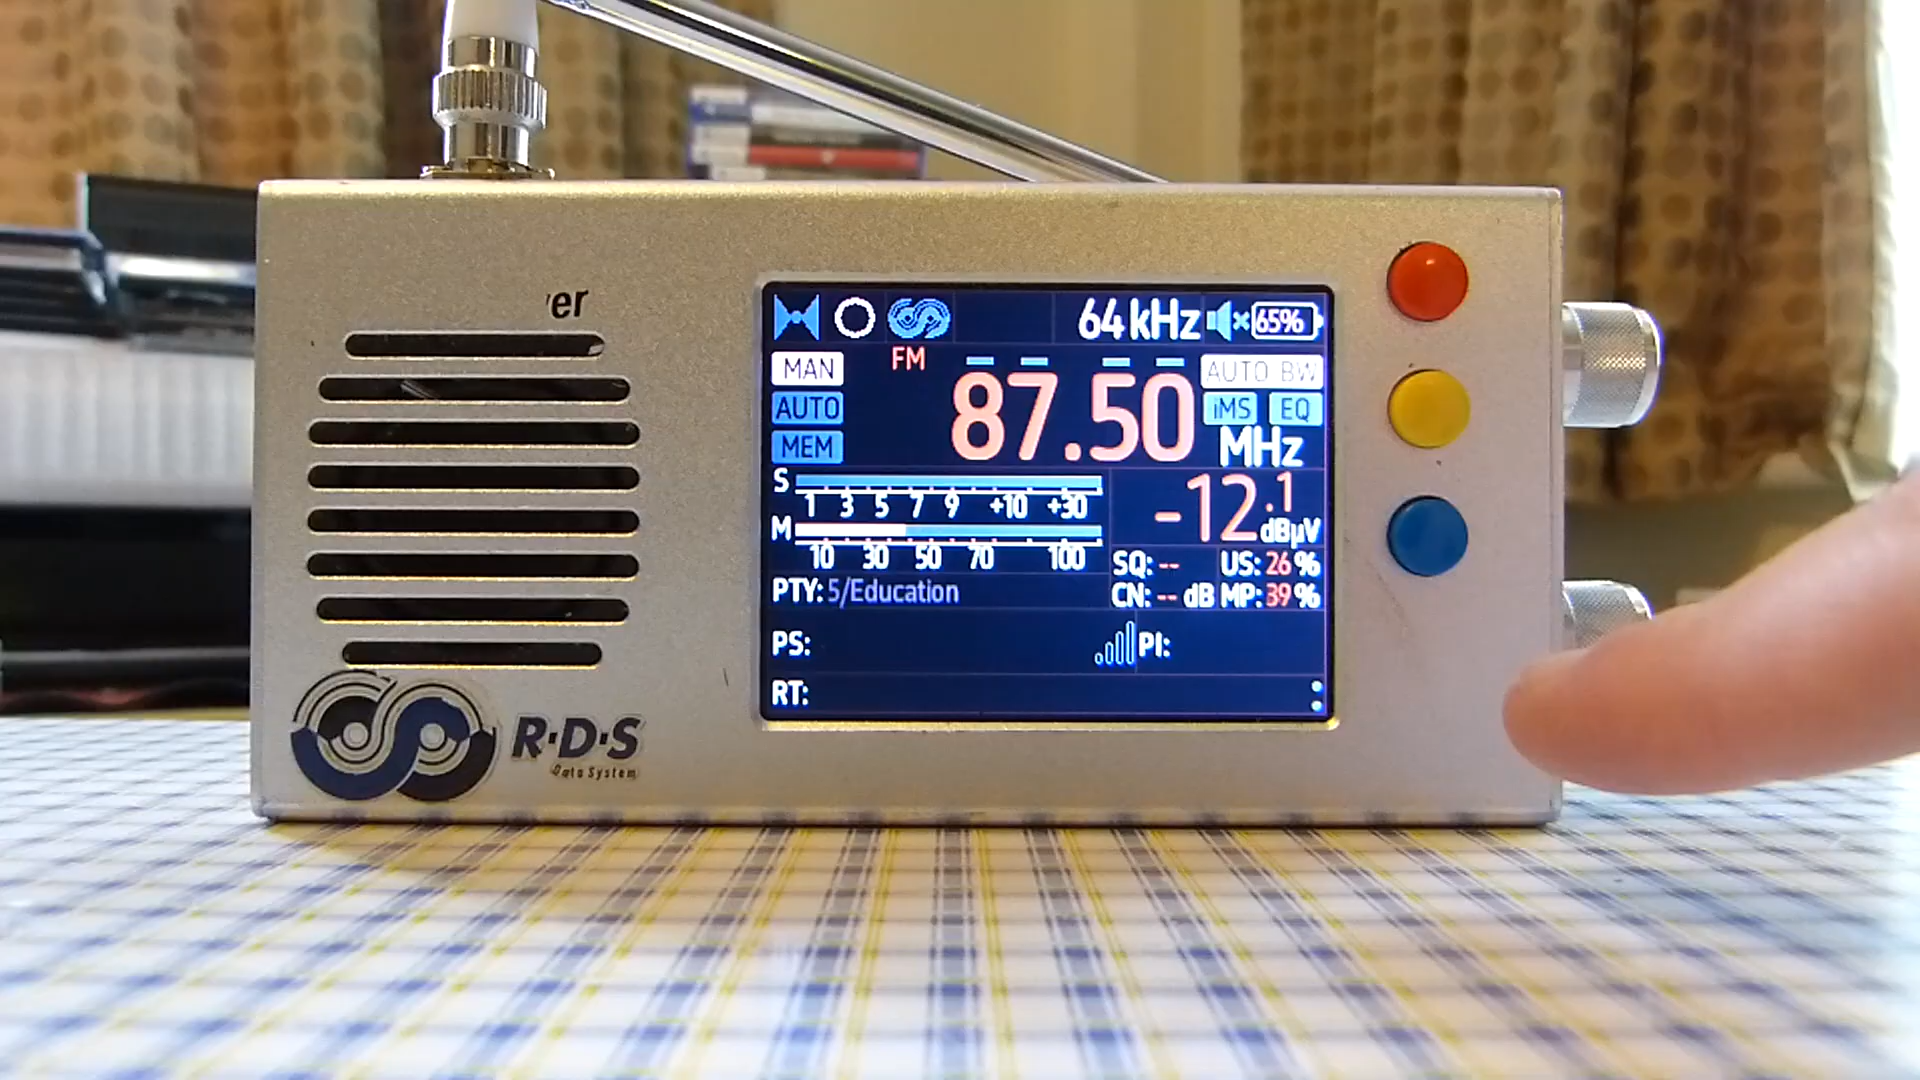 er
R·D·S
Data System
64 kHz 65%
MAN FM AUTO BW
AUTO 87.50 iMS EQ
MEM MHz
S
1 3 5 7 9 +10 +30
-12.1 dBµV
M
10 30 50 70 100
SQ: -- US: 26 %
CN: -- dB MP: 39 %
PTY: 5/Education
PS: PI:
RT: